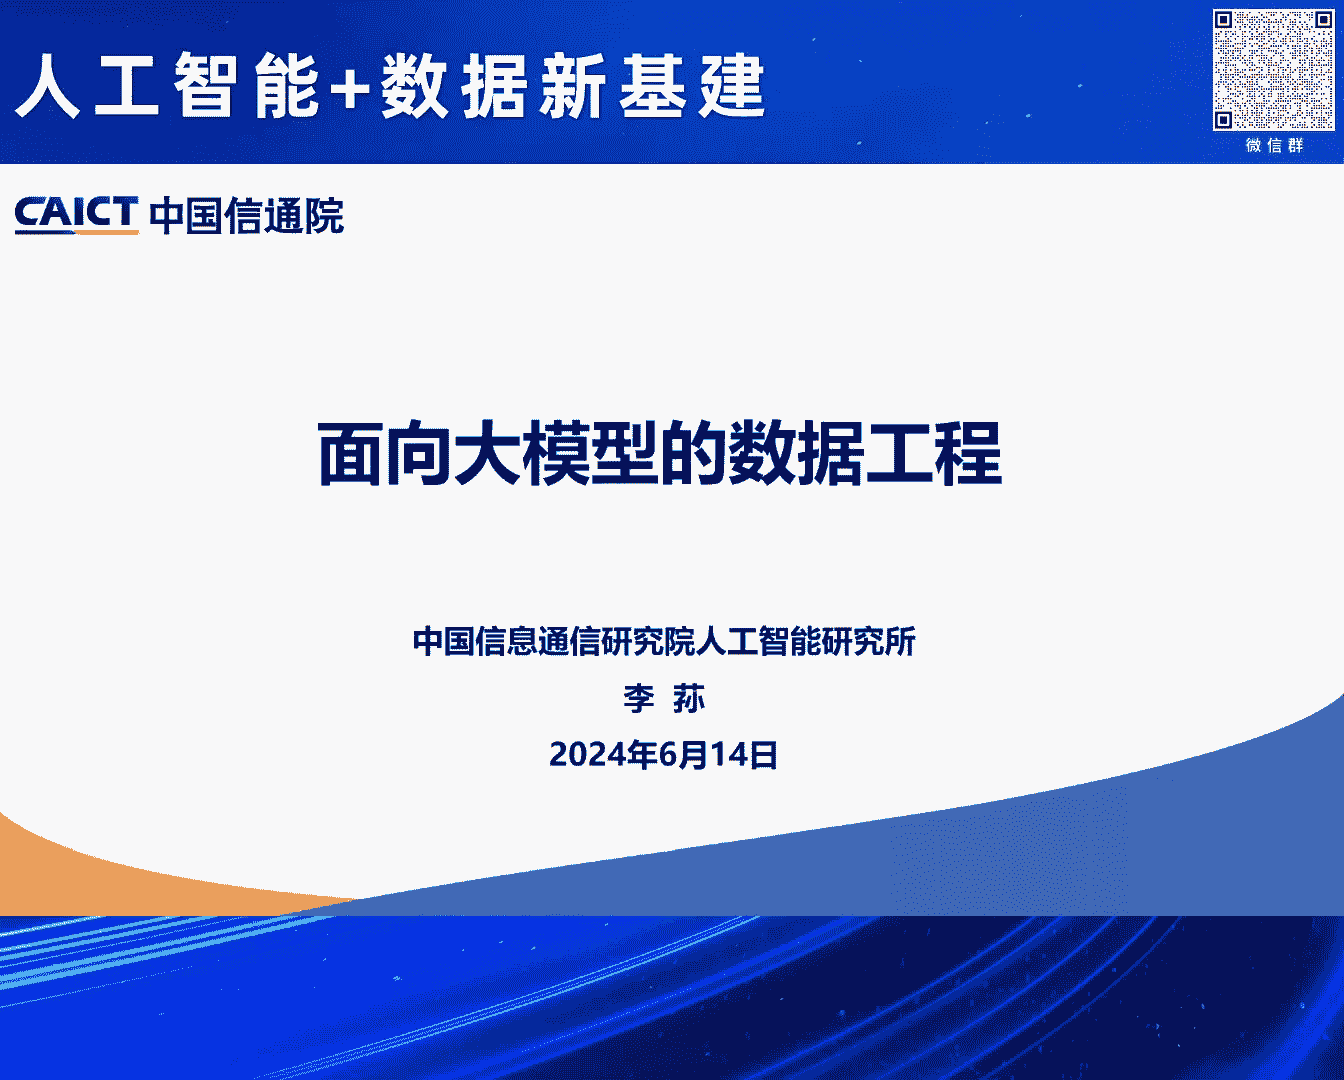 人工智能+数据新基建
微信群
CAICT 中国信通院
面向大模型的数据工程
中国信息通信研究院人工智能研究所
李 荪
2024年6月14日